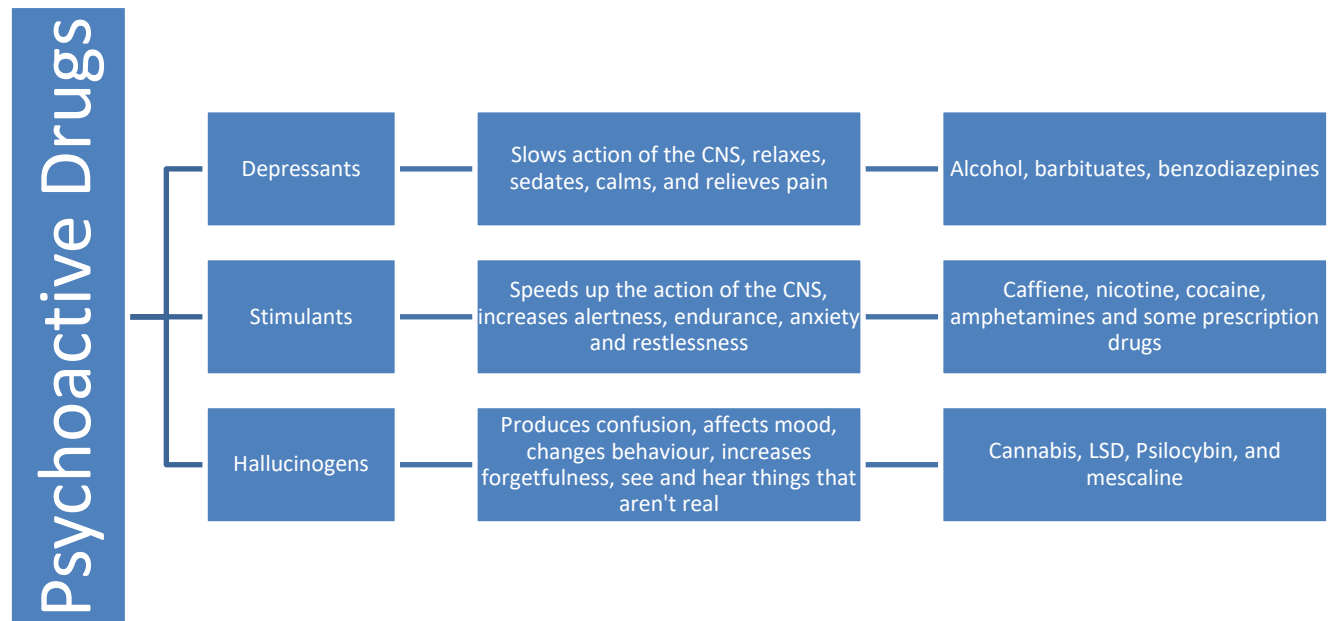 Psychoactive Drugs
Depressants
Slows action of the CNS, relaxes,
sedates, calms, and relieves pain
Alcohol, barbituates, benzodiazepines
Stimulants
Speeds up the action of the CNS,
increases alertness, endurance, anxiety
and restlessness
Caffiene, nicotine, cocaine,
amphetamines and some prescription
drugs
Hallucinogens
Produces confusion, affects mood,
changes behaviour, increases
forgetfulness, see and hear things that
aren't real
Cannabis, LSD, Psilocybin, and
mescaline